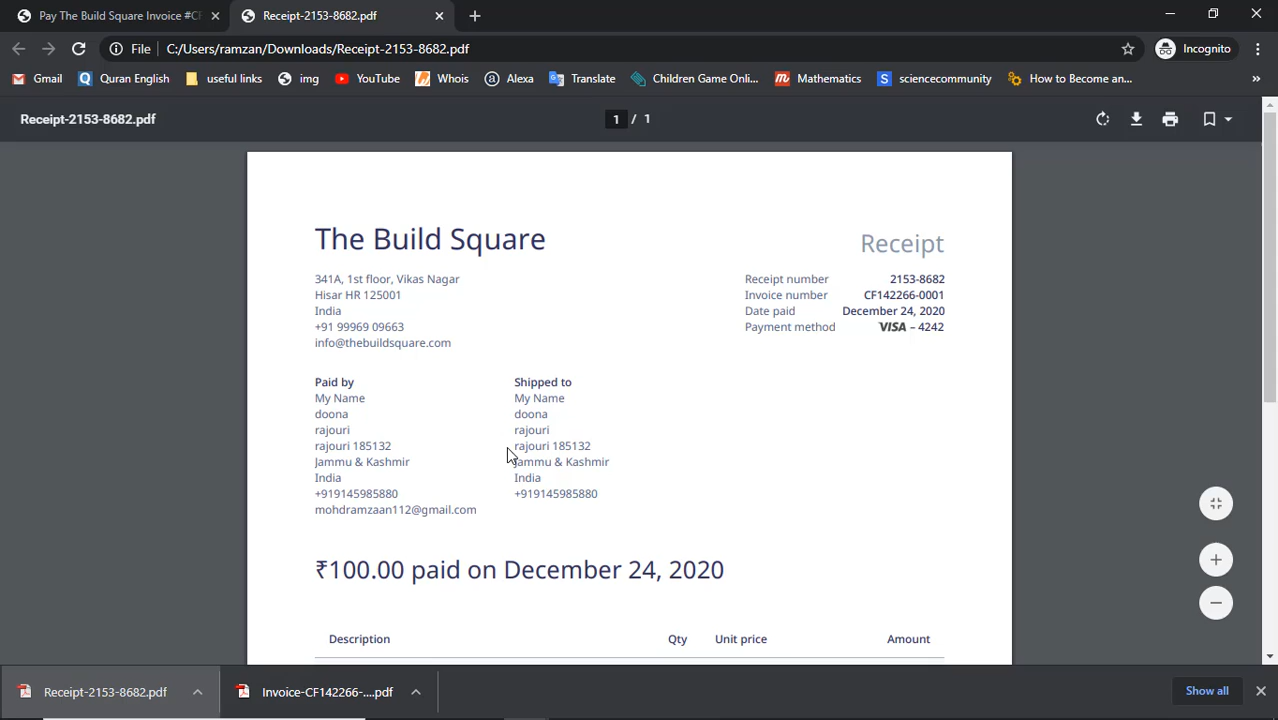 Pay The Build Square Invoice #CF
Receipt-2153-8682.pdf
File
C:/Users/ramzan/Downloads/Receipt-2153-8682.pdf
Incognito
Gmail
Quran English
useful links
img
YouTube
Whois
Alexa
Translate
Children Game Onli...
Mathematics
sciencecommunity
How to Become an...
»
Receipt-2153-8682.pdf
1 / 1
The Build Square
Receipt
341A, 1st floor, Vikas Nagar
Hisar HR 125001
India
+91 99969 09663
info@thebuildsquare.com
Receipt number 2153-8682
Invoice number CF142266-0001
Date paid December 24, 2020
Payment method VISA – 4242
Paid by
My Name
doona
rajouri
rajouri 185132
Jammu & Kashmir
India
+919145985880
mohdramzaan112@gmail.com
Shipped to
My Name
doona
rajouri
rajouri 185132
Jammu & Kashmir
India
+919145985880
₹100.00 paid on December 24, 2020
Description Qty Unit price Amount
Receipt-2153-8682.pdf
Invoice-CF142266-....pdf
Show all